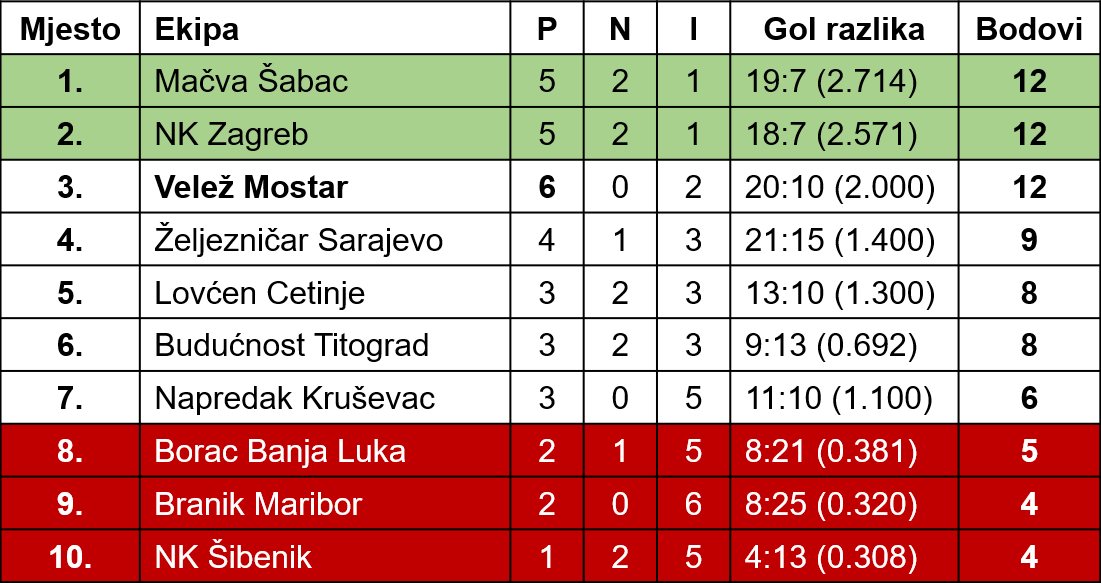 Mjesto Ekipa P N I Gol razlika Bodovi
1. Mačva Šabac 5 2 1 19:7 (2.714) 12
2. NK Zagreb 5 2 1 18:7 (2.571) 12
3. Velež Mostar 6 0 2 20:10 (2.000) 12
4. Željezničar Sarajevo 4 1 3 21:15 (1.400) 9
5. Lovćen Cetinje 3 2 3 13:10 (1.300) 8
6. Budućnost Titograd 3 2 3 9:13 (0.692) 8
7. Napredak Kruševac 3 0 5 11:10 (1.100) 6
8. Borac Banja Luka 2 1 5 8:21 (0.381) 5
9. Branik Maribor 2 0 6 8:25 (0.320) 4
10. NK Šibenik 1 2 5 4:13 (0.308) 4